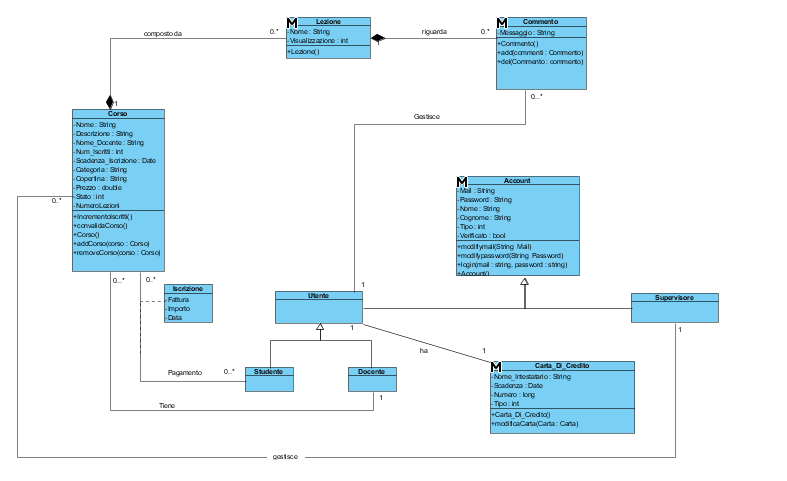 Lezione
-Nome : String
-Visualizzazione : int
+Lezione()
Commento
-Messaggio : String
+Commento()
+add(commenti : Commento)
+del(Commento : commento)
composto da
0..*
1
riguarda
0..*
1
0...*
Gestisce
1
Corso
-Nome : String
-Descrizione : String
-Nome_Docente : String
-Num_Iscritti : int
-Scadenza_Iscrizione : Date
-Categoria : String
-Copertina : String
-Prezzo : double
-Stato : int
-NumeroLezioni
+IncrementoIscritti()
+convalidaCorso()
+Corso()
+addCorso(corso : Corso)
+removeCorso(corso : Corso)
0..*
0...*
0..*
Account
-Mail : String
-Password : String
-Nome : String
-Cognome : String
-Tipo : int
-Verificato : bool
+modifymail(String Mail)
+modifypassword(String Password)
+login(mail : string, password : string)
+Account()
Iscrizione
-Fattura
-Importo
-Data
Utente
1
Supervisore
1
ha
1
Pagamento
0..*
Studente
Docente
1
Tiene
Carta_Di_Credito
-Nome_Intestatario : String
-Scadenza : Date
-Numero : long
-Tipo : int
+Carta_Di_Credito()
+modificaCarta(Carta : Carta)
gestisce